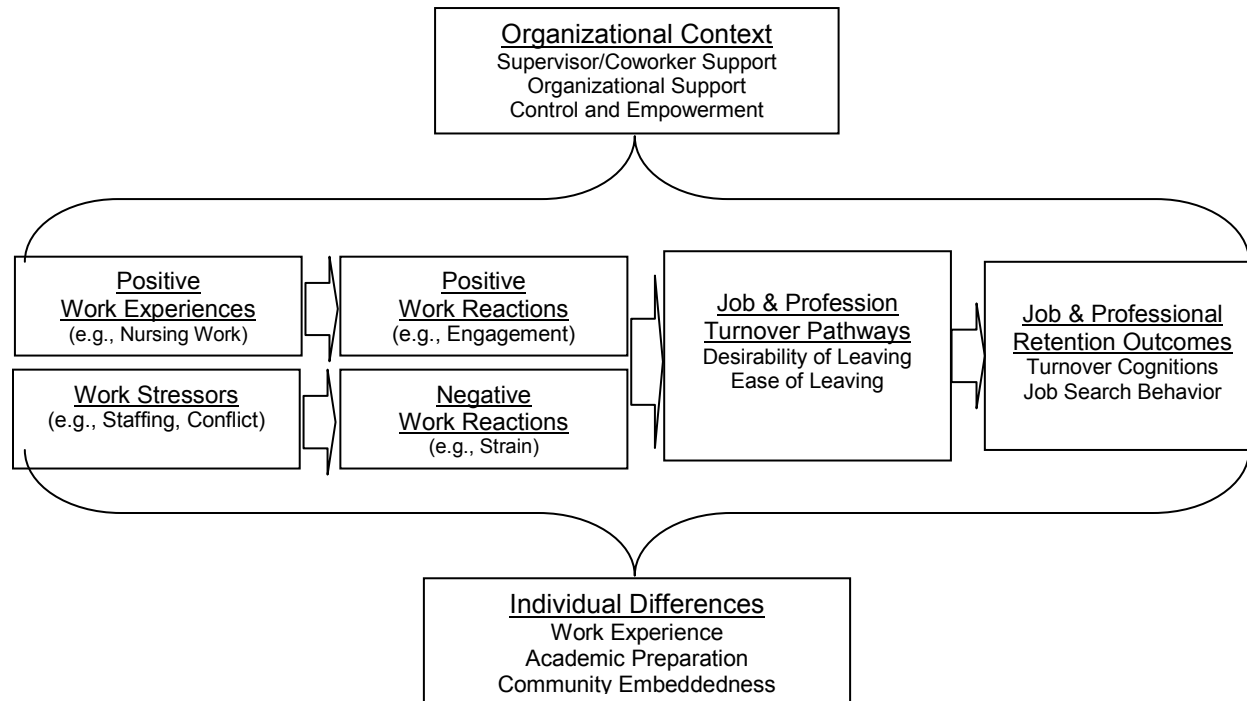 Organizational Context
Supervisor/Coworker Support
Organizational Support
Control and Empowerment
Positive
Work Experiences
(e.g., Nursing Work)
Positive
Work Reactions
(e.g., Engagement)
Work Stressors
(e.g., Staffing, Conflict)
Negative
Work Reactions
(e.g., Strain)
Job & Profession
Turnover Pathways
Desirability of Leaving
Ease of Leaving
Job & Professional
Retention Outcomes
Turnover Cognitions
Job Search Behavior
Individual Differences
Work Experience
Academic Preparation
Community Embeddedness